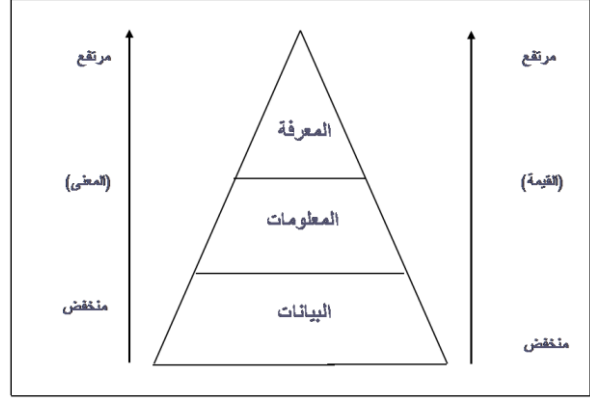 مرتفع
مرتفع
المعرفة
(القيمة)
(المعنى)
المعلومات
منخفض
البيانات
منخفض